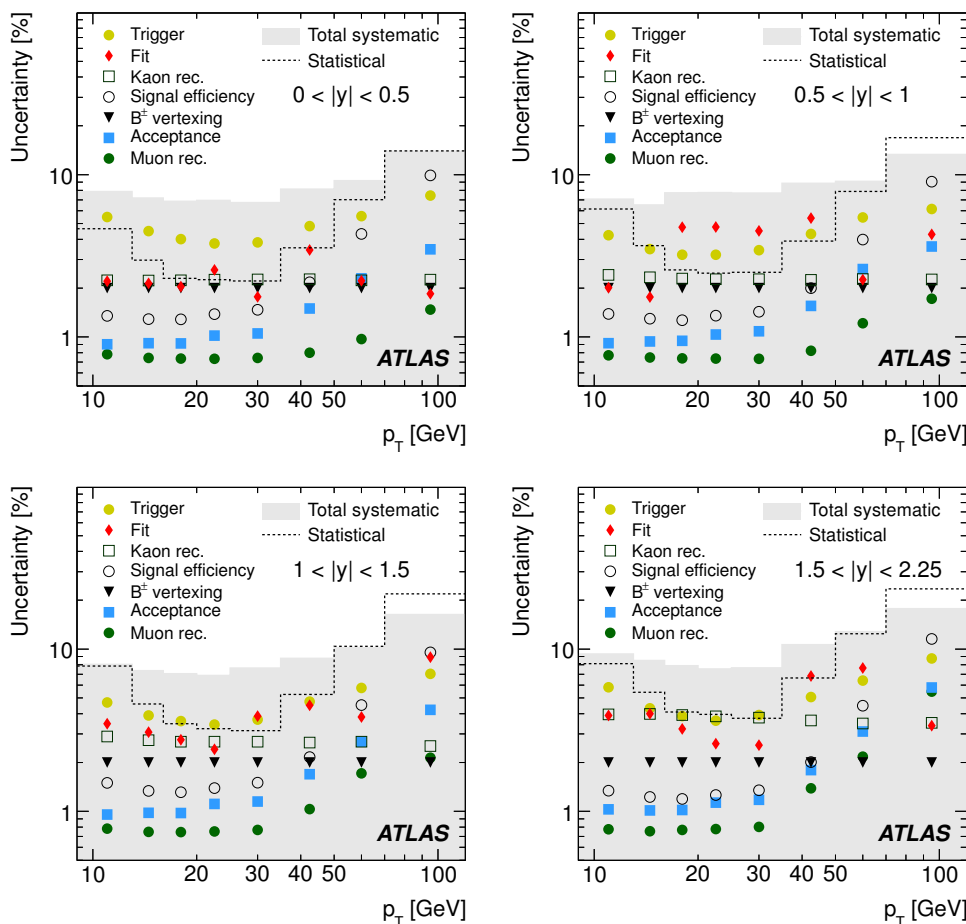 Uncertainty [%]
Trigger
Fit
Kaon rec.
Signal efficiency
B± vertexing
Acceptance
Muon rec.
Total systematic
Statistical
0 < |y| < 0.5
10
1
ATLAS
10 20 30 40 50 100
p_T [GeV]
Uncertainty [%]
Trigger
Fit
Kaon rec.
Signal efficiency
B± vertexing
Acceptance
Muon rec.
Total systematic
Statistical
0.5 < |y| < 1
10
1
ATLAS
10 20 30 40 50 100
p_T [GeV]
Uncertainty [%]
Trigger
Fit
Kaon rec.
Signal efficiency
B± vertexing
Acceptance
Muon rec.
Total systematic
Statistical
1 < |y| < 1.5
10
1
ATLAS
10 20 30 40 50 100
p_T [GeV]
Uncertainty [%]
Trigger
Fit
Kaon rec.
Signal efficiency
B± vertexing
Acceptance
Muon rec.
Total systematic
Statistical
1.5 < |y| < 2.25
10
1
ATLAS
10 20 30 40 50 100
p_T [GeV]